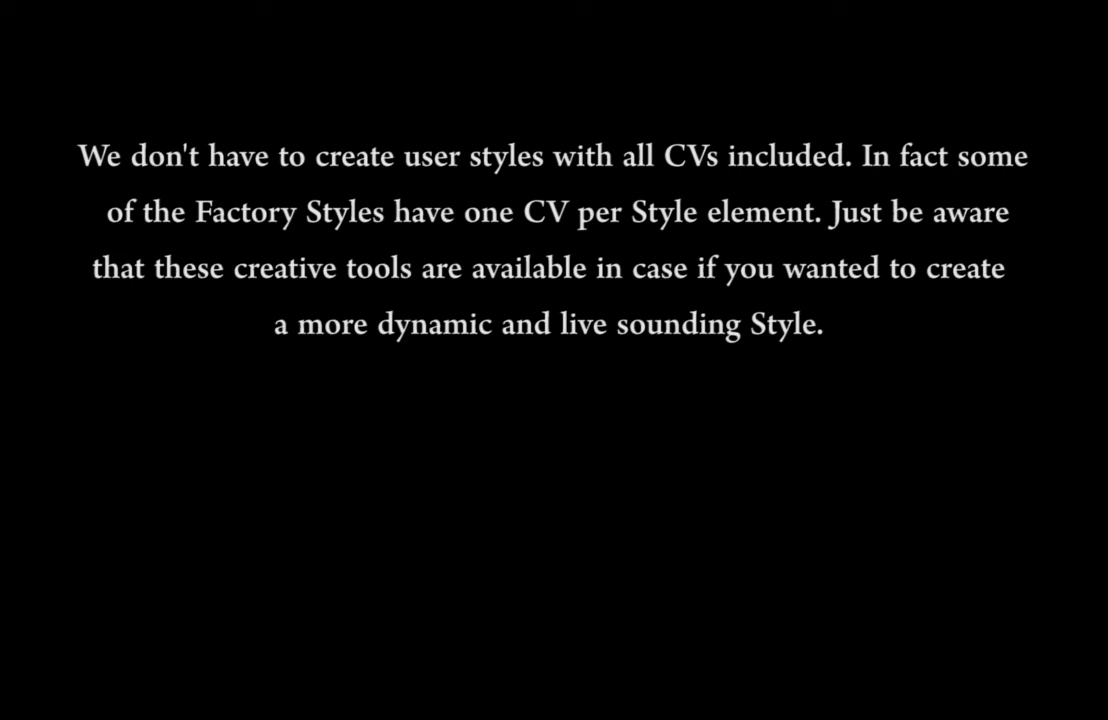 We don't have to create user styles with all CVs included. In fact some
of the Factory Styles have one CV per Style element. Just be aware
that these creative tools are available in case if you wanted to create
a more dynamic and live sounding Style.